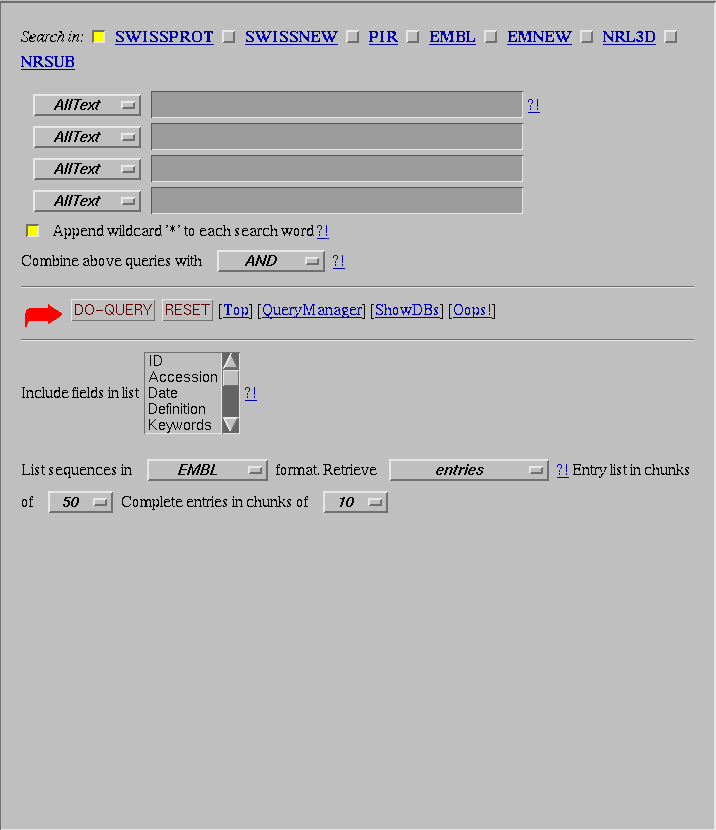 Search in: SWISSPROT SWISSNEW PIR EMBL EMNEW NRL3D
NRSUB
AllText ?!
AllText
AllText
AllText
Append wildcard '*' to each search word ?!
Combine above queries with AND ?!
DO-QUERY RESET [Top] [QueryManager] [ShowDBs] [Oops!]
ID
Accession
Include fields in list Date ?!
Definition
Keywords
List sequences in EMBL format. Retrieve entries ?! Entry list in chunks
of 50 Complete entries in chunks of 10